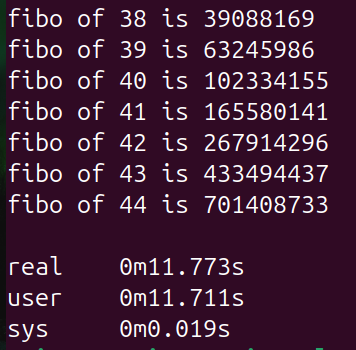 fibo of 38 is 39088169
fibo of 39 is 63245986
fibo of 40 is 102334155
fibo of 41 is 165580141
fibo of 42 is 267914296
fibo of 43 is 433494437
fibo of 44 is 701408733
real 0m11.773s
user 0m11.711s
sys 0m0.019s